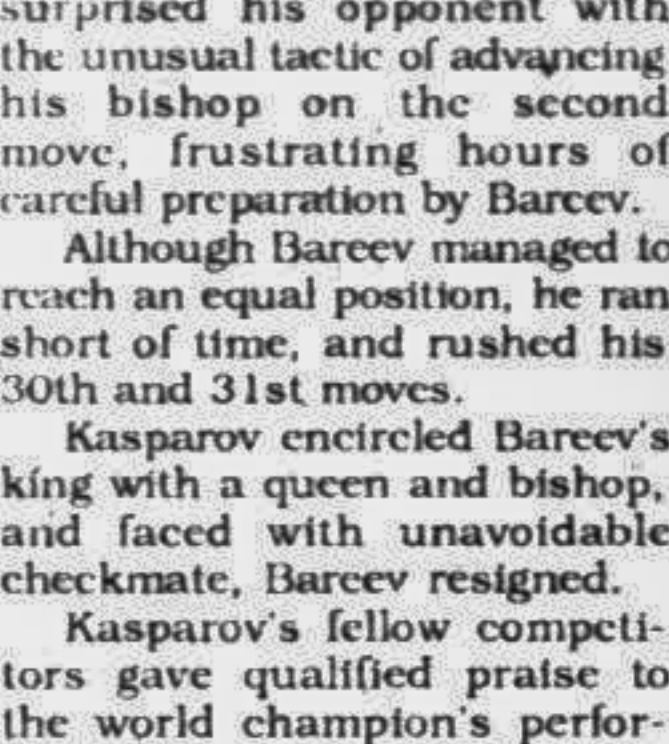 surprised his opponent with
the unusual tactic of advancing
his bishop on the second
move, frustrating hours of
careful preparation by Bareev.
Although Bareev managed to
reach an equal position, he ran
short of time, and rushed his
30th and 31st moves.
Kasparov encircled Bareev's
king with a queen and bishop,
and faced with unavoidable
checkmate, Bareev resigned.
Kasparov's fellow competi-
tors gave qualified praise to
the world champion's perfor-